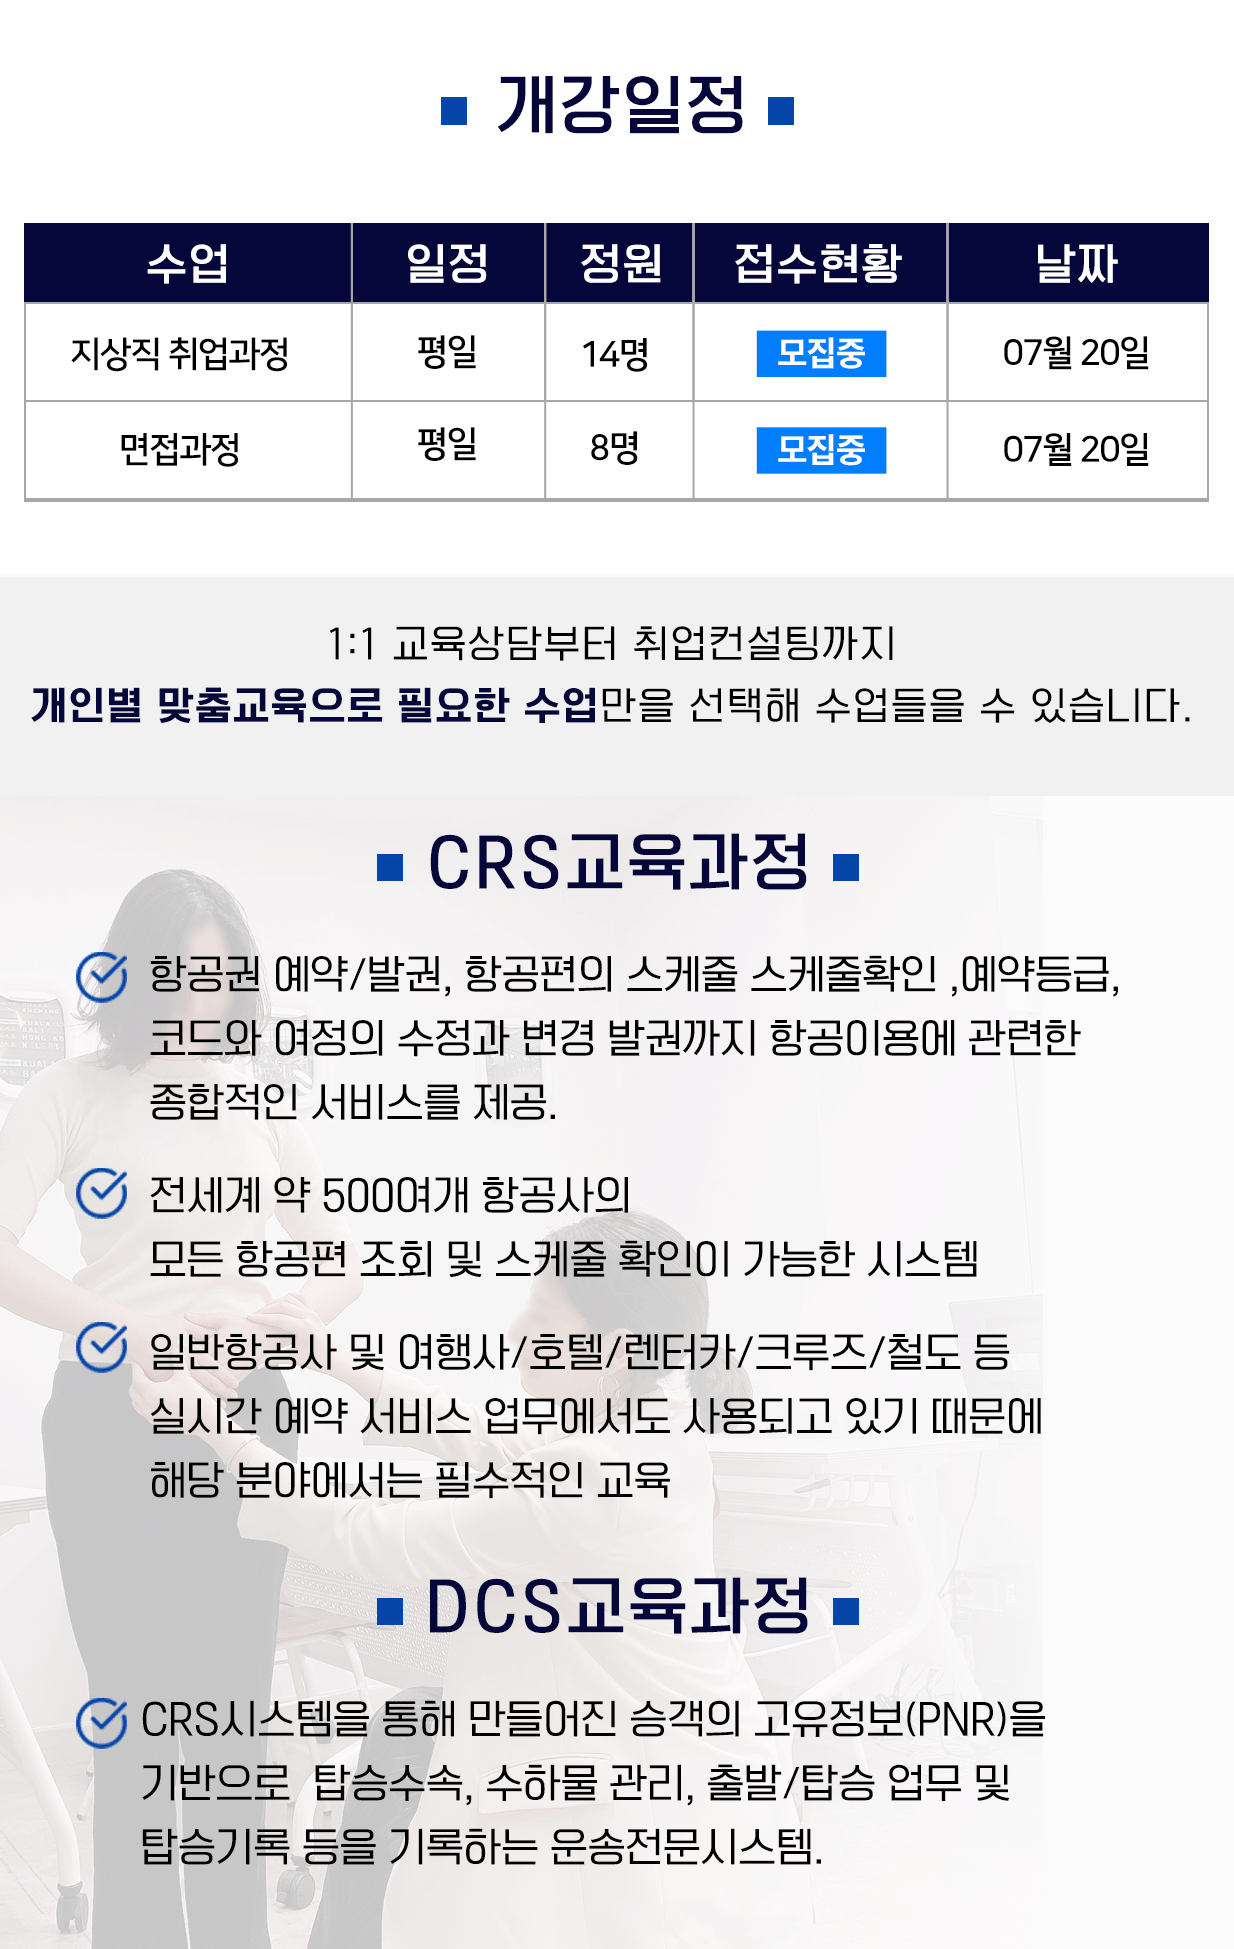 개강일정
수업 일정 정원 접수현황 날짜
지상직 취업과정 평일 14명 모집중 07월 20일
면접과정 평일 8명 모집중 07월 20일
1:1 교육상담부터 취업컨설팅까지
개인별 맞춤교육으로 필요한 수업만을 선택해 수업들을 수 있습니다.
CRS교육과정
항공권 예약/발권, 항공편의 스케줄 스케줄확인 ,예약등급,
코드와 여정의 수정과 변경 발권까지 항공이용에 관련한
종합적인 서비스를 제공.
전세계 약 500여개 항공사의
모든 항공편 조회 및 스케줄 확인이 가능한 시스템
일반항공사 및 여행사/호텔/렌터카/크루즈/철도 등
실시간 예약 서비스 업무에서도 사용되고 있기 때문에
해당 분야에서는 필수적인 교육
DCS교육과정
CRS시스템을 통해 만들어진 승객의 고유정보(PNR)을
기반으로 탑승수속, 수하물 관리, 출발/탑승 업무 및
탑승기록 등을 기록하는 운송전문시스템.